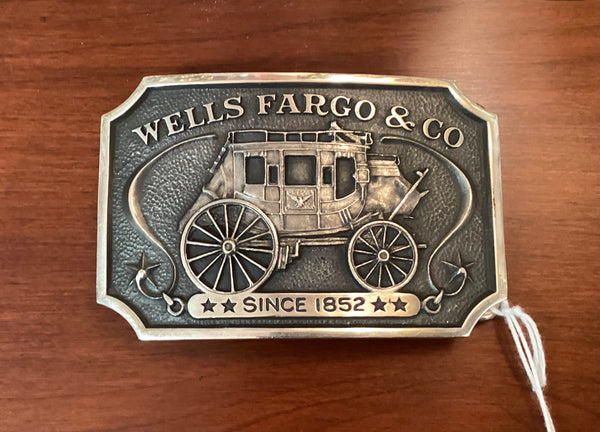 WELLS FARGO & CO
SINCE 1852